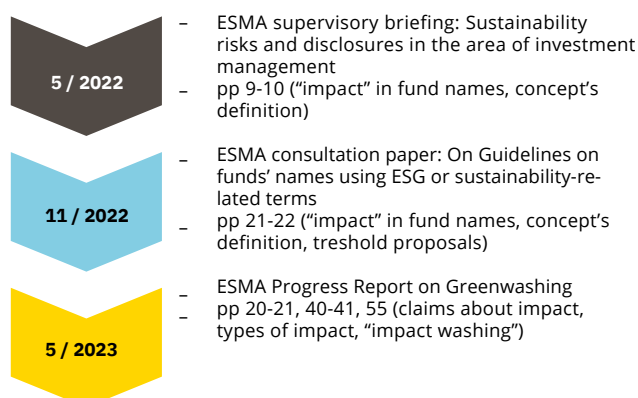 5 / 2022
– ESMA supervisory briefing: Sustainability
risks and disclosures in the area of investment
management
– pp 9-10 (“impact” in fund names, concept’s
definition)
11 / 2022
– ESMA consultation paper: On Guidelines on
funds’ names using ESG or sustainability-re-
lated terms
– pp 21-22 (“impact” in fund names, concept’s
definition, treshold proposals)
5 / 2023
– ESMA Progress Report on Greenwashing
– pp 20-21, 40-41, 55 (claims about impact,
types of impact, “impact washing”)